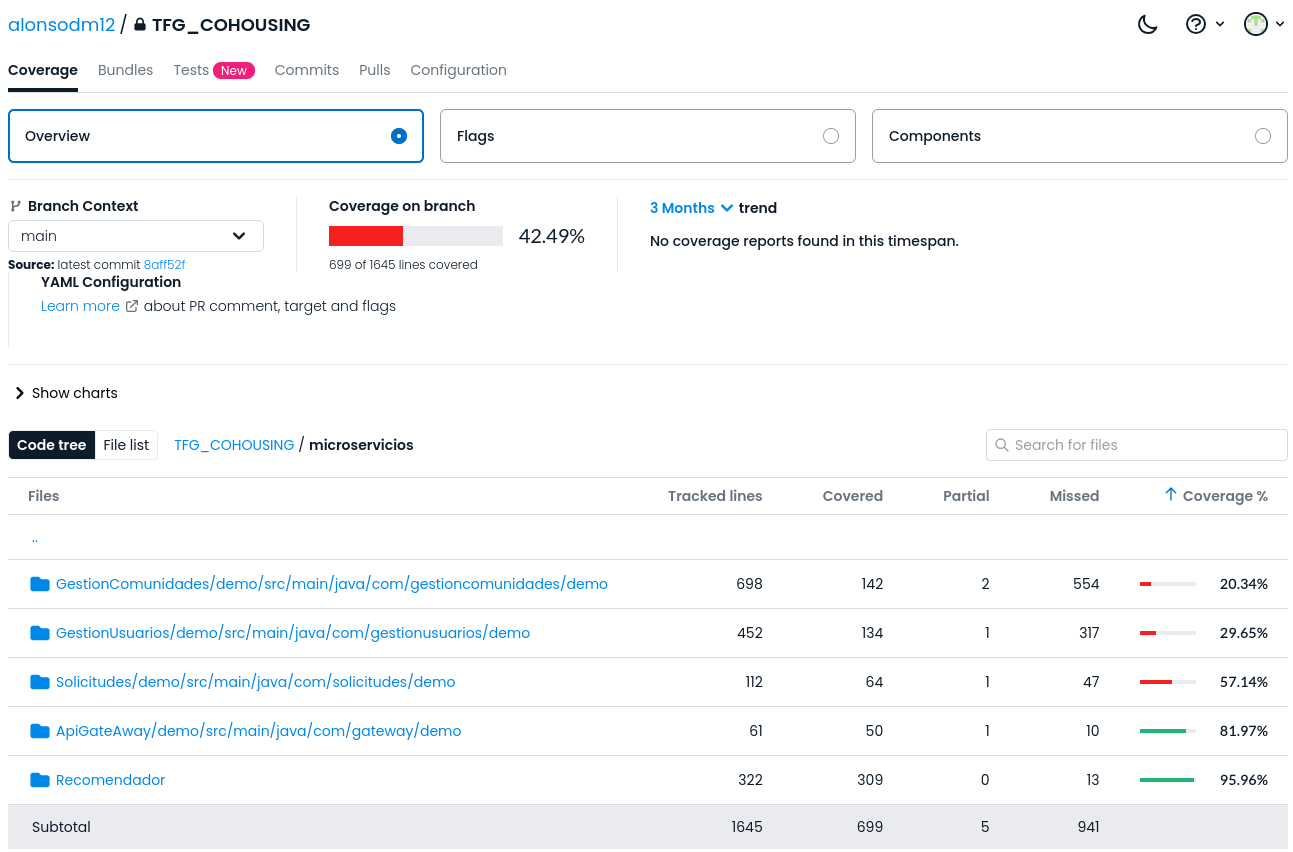 alonsodm12 / TFG_COHOUSING
Coverage Bundles Tests New Commits Pulls Configuration
Overview Flags Components
Branch Context
main
Source: latest commit 8aff52f
Coverage on branch
42.49%
699 of 1645 lines covered
3 Months trend
No coverage reports found in this timespan.
YAML Configuration
Learn more about PR comment, target and flags
Show charts
Code tree File list TFG_COHOUSING / microservicios Search for files
Files Tracked lines Covered Partial Missed Coverage %
..
GestionComunidades/demo/src/main/java/com/gestioncomunidades/demo 698 142 2 554 20.34%
GestionUsuarios/demo/src/main/java/com/gestionusuarios/demo 452 134 1 317 29.65%
Solicitudes/demo/src/main/java/com/solicitudes/demo 112 64 1 47 57.14%
ApiGateAway/demo/src/main/java/com/gateway/demo 61 50 1 10 81.97%
Recomendador 322 309 0 13 95.96%
Subtotal 1645 699 5 941